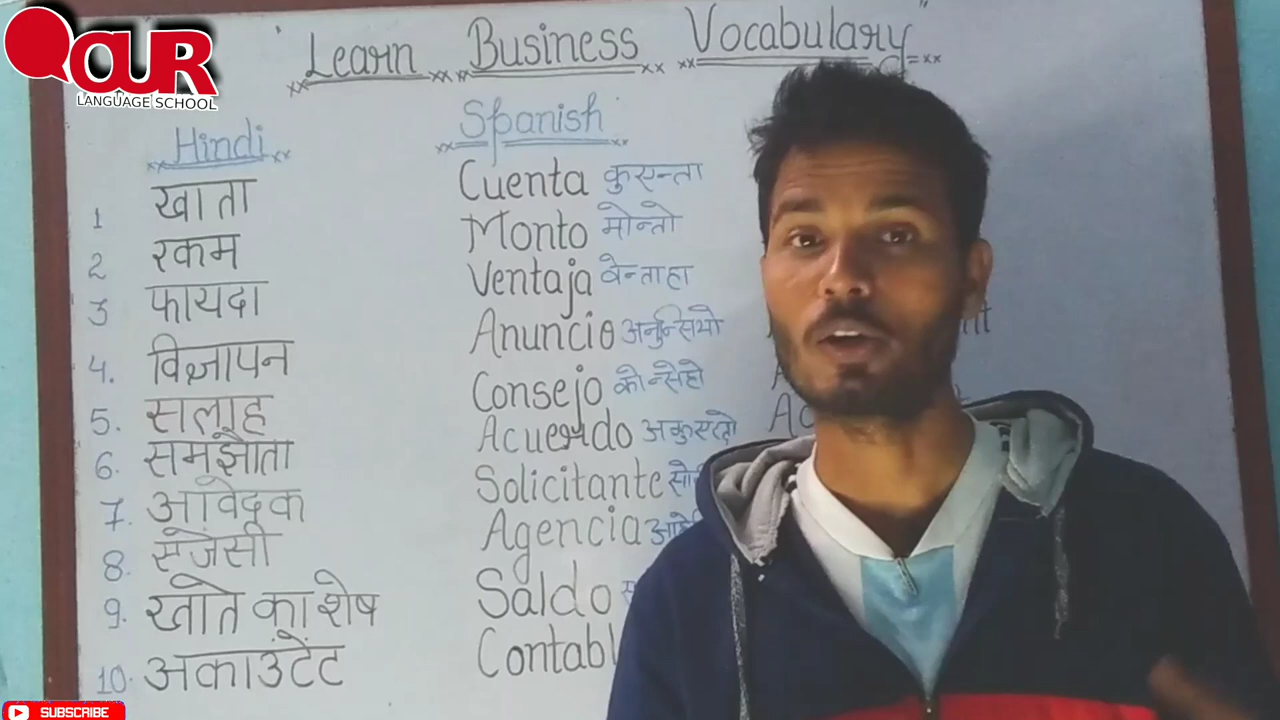 OUR
LANGUAGE SCHOOL
"Learn Business Vocabulary"
Hindi Spanish
1 खाता Cuenta कुएन्ता
2 रकम Monto मोन्तो
3 फायदा Ventaja वेन्ताहा
4. विज्ञापन Anuncio अनुन्सियो
5. सलाह Consejo कोन्सेहो
6. समझौता Acuerdo अकुएर्दो
7. आवेदक Solicitante
8. एजेंसी Agencia
9. खाते का शेष Saldo
10. अकाउंटेंट
SUBSCRIBE